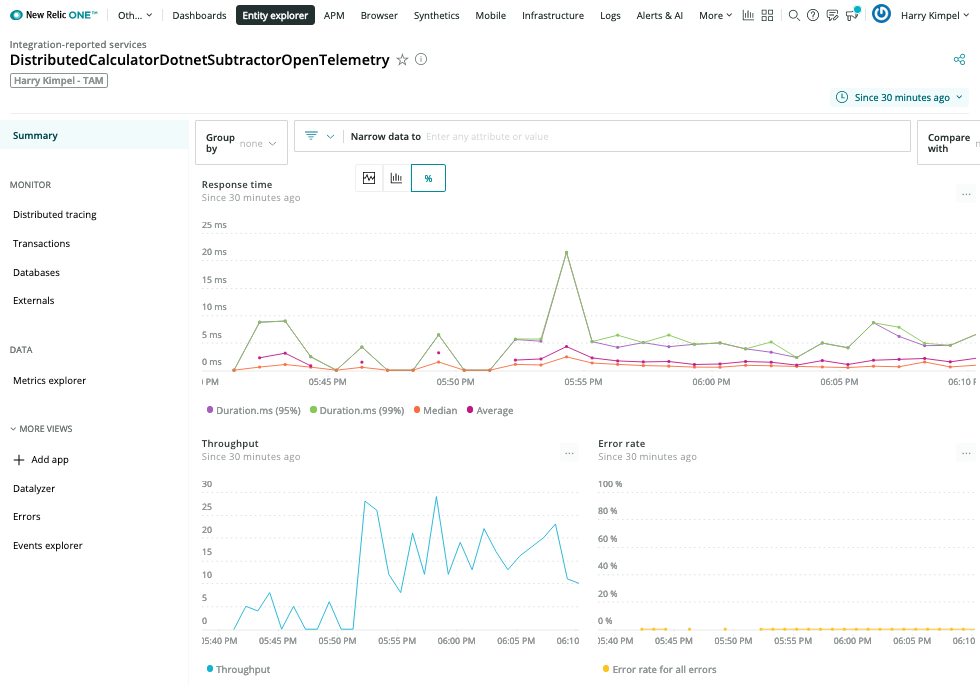 New Relic ONE™ Oth... Dashboards Entity explorer APM Browser Synthetics Mobile Infrastructure Logs Alerts & AI More Harry Kimpel
Integration-reported services
DistributedCalculatorDotnetSubtractorOpenTelemetry
Harry Kimpel - TAM
Since 30 minutes ago
Summary
MONITOR
Distributed tracing
Transactions
Databases
Externals
DATA
Metrics explorer
MORE VIEWS
Add app
Datalyzer
Errors
Events explorer
Group by none
Narrow data to Enter any attribute or value
Compare with
%
Response time
Since 30 minutes ago
...
25 ms
20 ms
15 ms
10 ms
5 ms
0 ms
PM 05:45 PM 05:50 PM 05:55 PM 06:00 PM 06:05 PM 06:10
Duration.ms (95%) Duration.ms (99%) Median Average
Throughput
Since 30 minutes ago
...
30
25
20
15
10
5
0
05:40 PM 05:45 PM 05:50 PM 05:55 PM 06:00 PM 06:05 PM 06:10
Throughput
Error rate
Since 30 minutes ago
...
100 %
80 %
60 %
40 %
20 %
0 %
05:40 PM 05:45 PM 05:50 PM 05:55 PM 06:00 PM 06:05 PM 06:10
Error rate for all errors